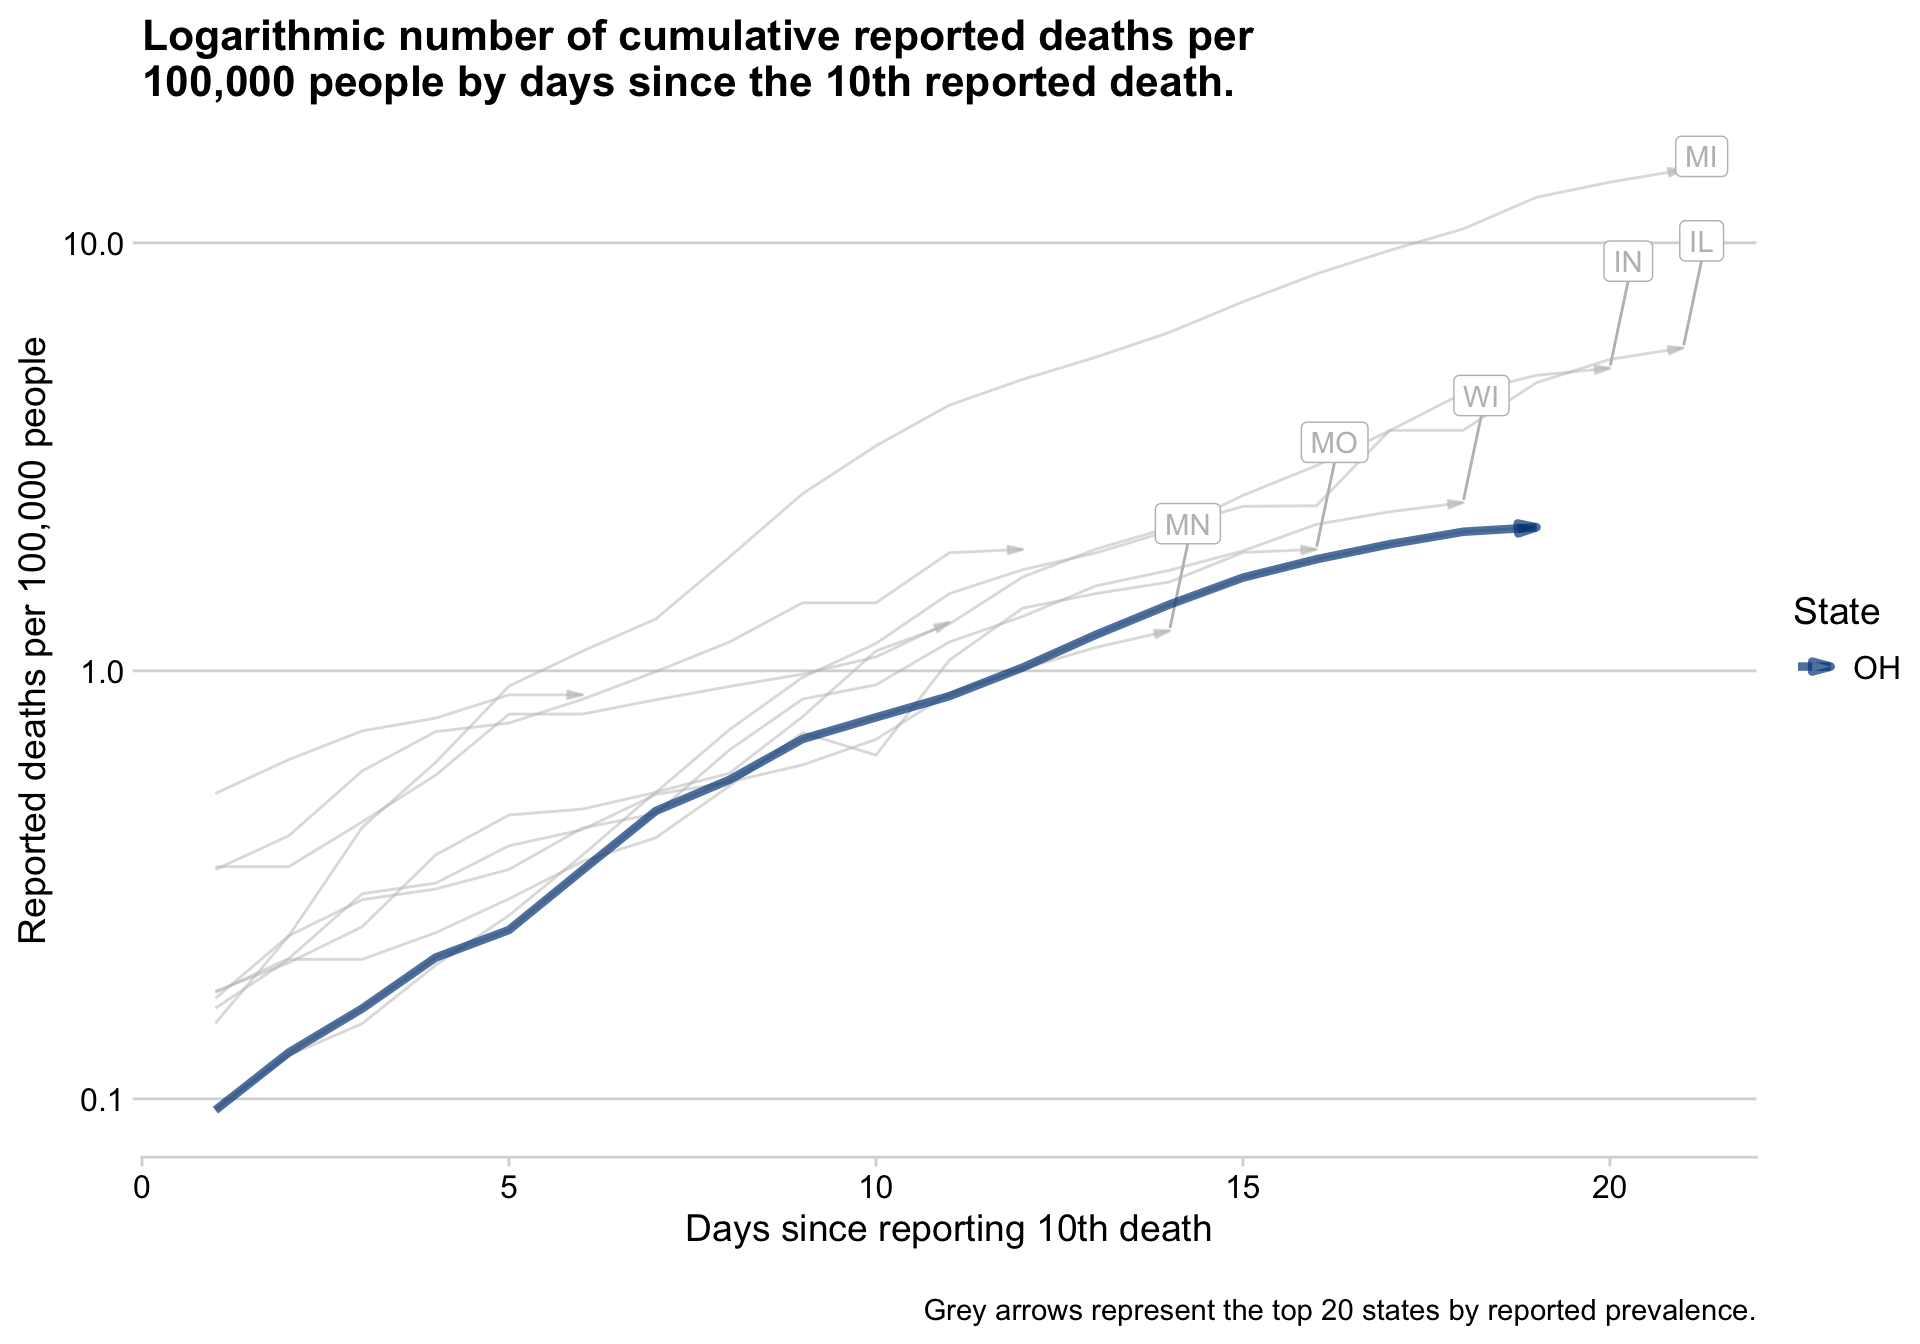 Logarithmic number of cumulative reported deaths per
100,000 people by days since the 10th reported death.
Reported deaths per 100,000 people
10.0
1.0
0.1
MI
IL
IN
WI
MO
MN
State
OH
0
5
10
15
20
Days since reporting 10th death
Grey arrows represent the top 20 states by reported prevalence.